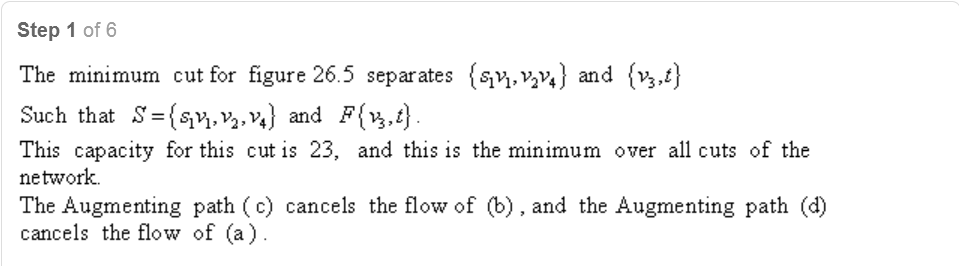 Step 1 of 6
The minimum cut for figure 26.5 separates {s₁v₁,v₂v₄} and {v₃,t}
Such that S={s₁v₁,v₂,v₄} and F{v₃,t}.
This capacity for this cut is 23, and this is the minimum over all cuts of the
network.
The Augmenting path (c) cancels the flow of (b), and the Augmenting path (d)
cancels the flow of (a).